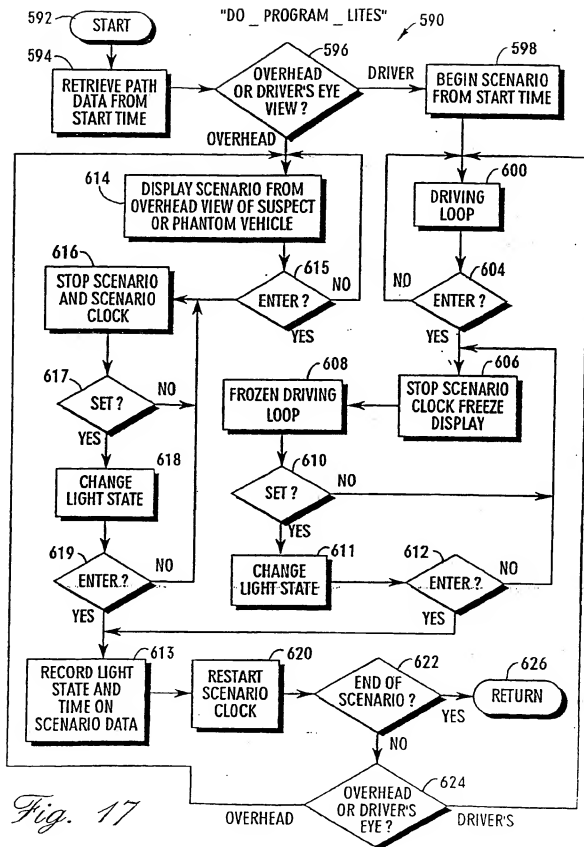 "DO _ PROGRAM _ LITES"
590
592
START
594
RETRIEVE PATH
DATA FROM
START TIME
596
OVERHEAD
OR DRIVER'S EYE
VIEW ?
DRIVER
OVERHEAD
598
BEGIN SCENARIO
FROM START TIME
600
DRIVING
LOOP
604
ENTER ?
NO
YES
614
DISPLAY SCENARIO FROM
OVERHEAD VIEW OF SUSPECT
OR PHANTOM VEHICLE
615
ENTER ?
NO
YES
616
STOP SCENARIO
AND SCENARIO
CLOCK
617
SET ?
NO
YES
618
CHANGE
LIGHT STATE
619
ENTER ?
NO
YES
606
STOP SCENARIO
CLOCK FREEZE
DISPLAY
608
FROZEN DRIVING
LOOP
610
SET ?
NO
YES
611
CHANGE
LIGHT STATE
612
ENTER ?
NO
YES
613
RECORD LIGHT
STATE AND
TIME ON
SCENARIO DATA
620
RESTART
SCENARIO
CLOCK
622
END OF
SCENARIO ?
YES
NO
626
RETURN
624
OVERHEAD
OR DRIVER'S
EYE ?
OVERHEAD
DRIVER'S
Fig. 17